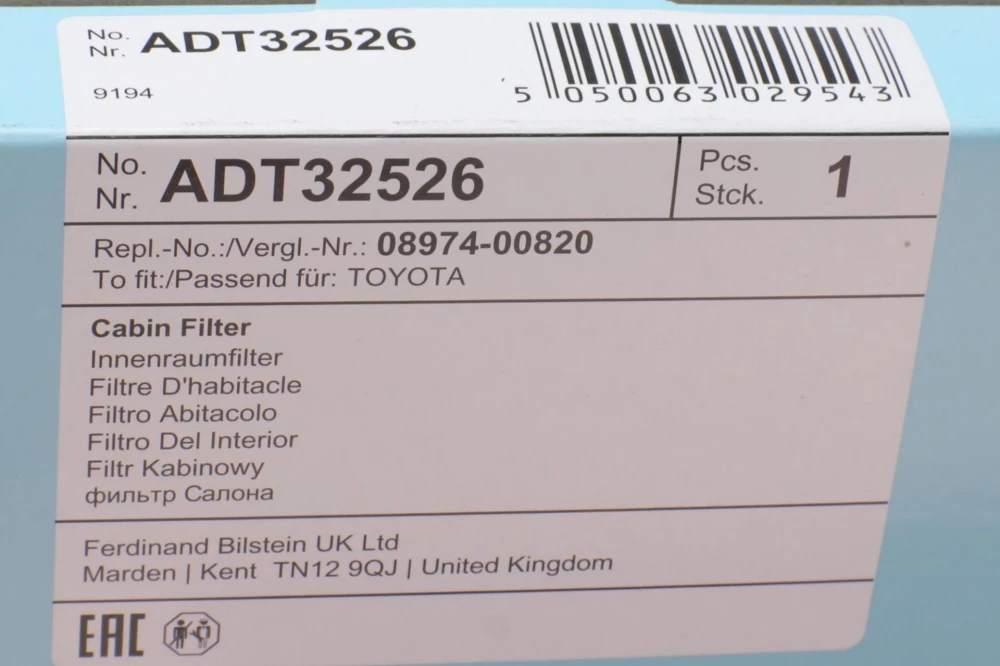 No.
Nr. ADT32526
9194
5 050063 029543
No.
Nr. ADT32526
Pcs.
Stck. 1
Repl.-No.:/Vergl.-Nr.: 08974-00820
To fit:/Passend für: TOYOTA
Cabin Filter
Innenraumfilter
Filtre D'habitacle
Filtro Abitacolo
Filtro Del Interior
Filtr Kabinowy
фильтр Салона
Ferdinand Bilstein UK Ltd
Marden | Kent TN12 9QJ | United Kingdom
EAC